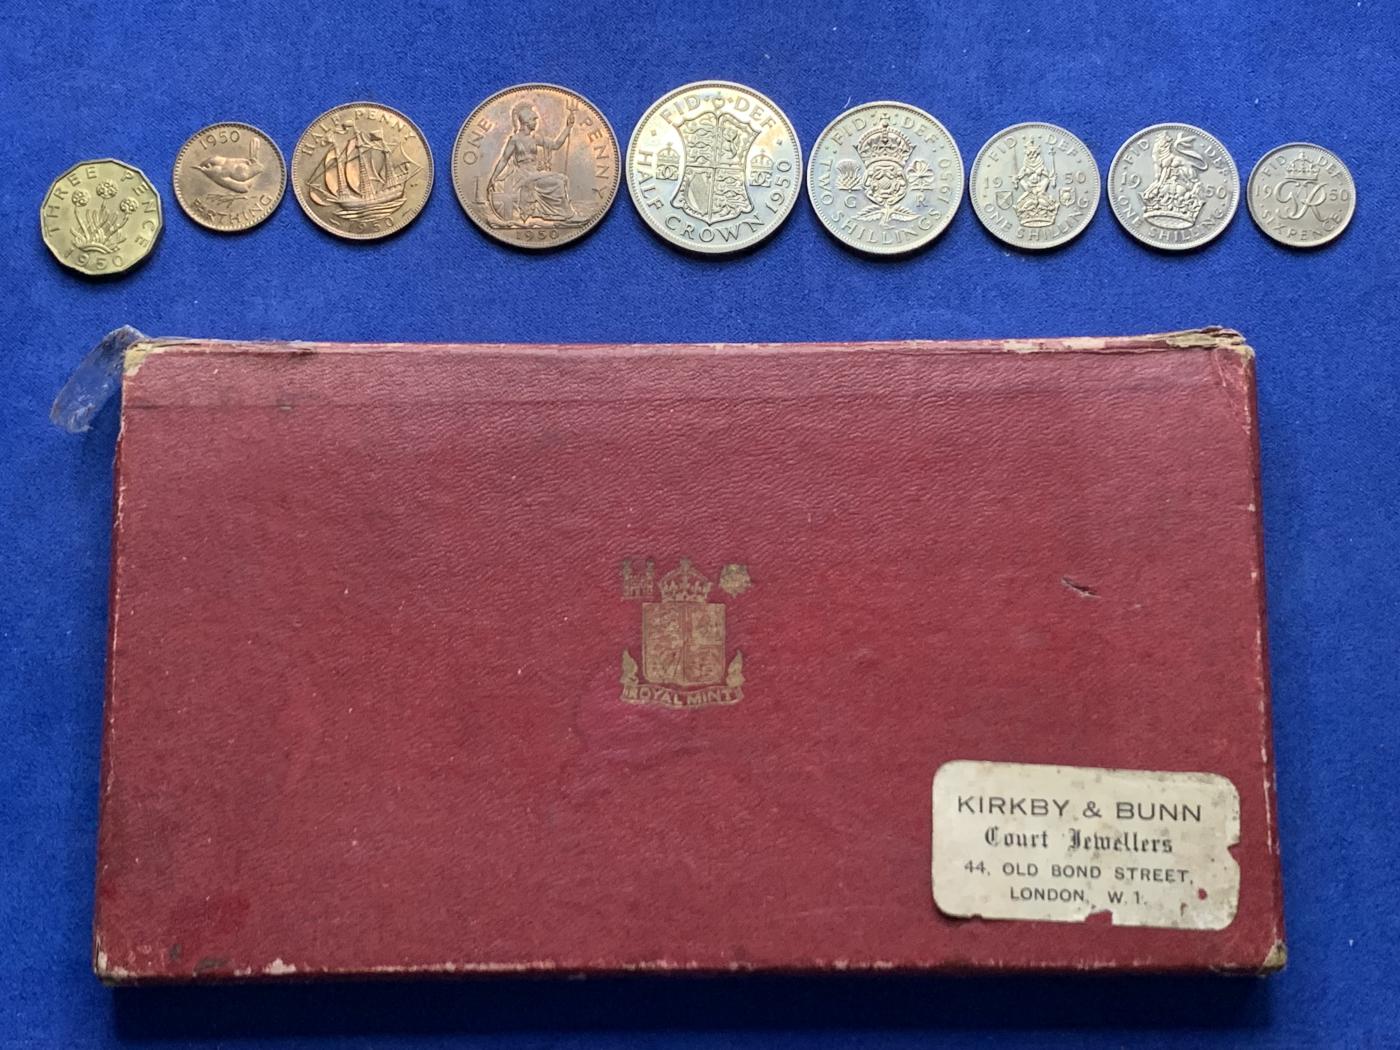 THREE PENCE
1950
1950
FARTHING
HALF PENNY
1950
ONE PENNY
1950
FID · DEF
HALF CROWN 1950
FID · DEF
G R
TWO SHILLINGS 1950
FID · DEF
19 50
ONE SHILLING
FID DEF
19 50
ONE SHILLING
FID DEF
19 50
SIXPENCE
ROYAL MINT
KIRKBY & BUNN
Court Jewellers
44, OLD BOND STREET,
LONDON, W.1.